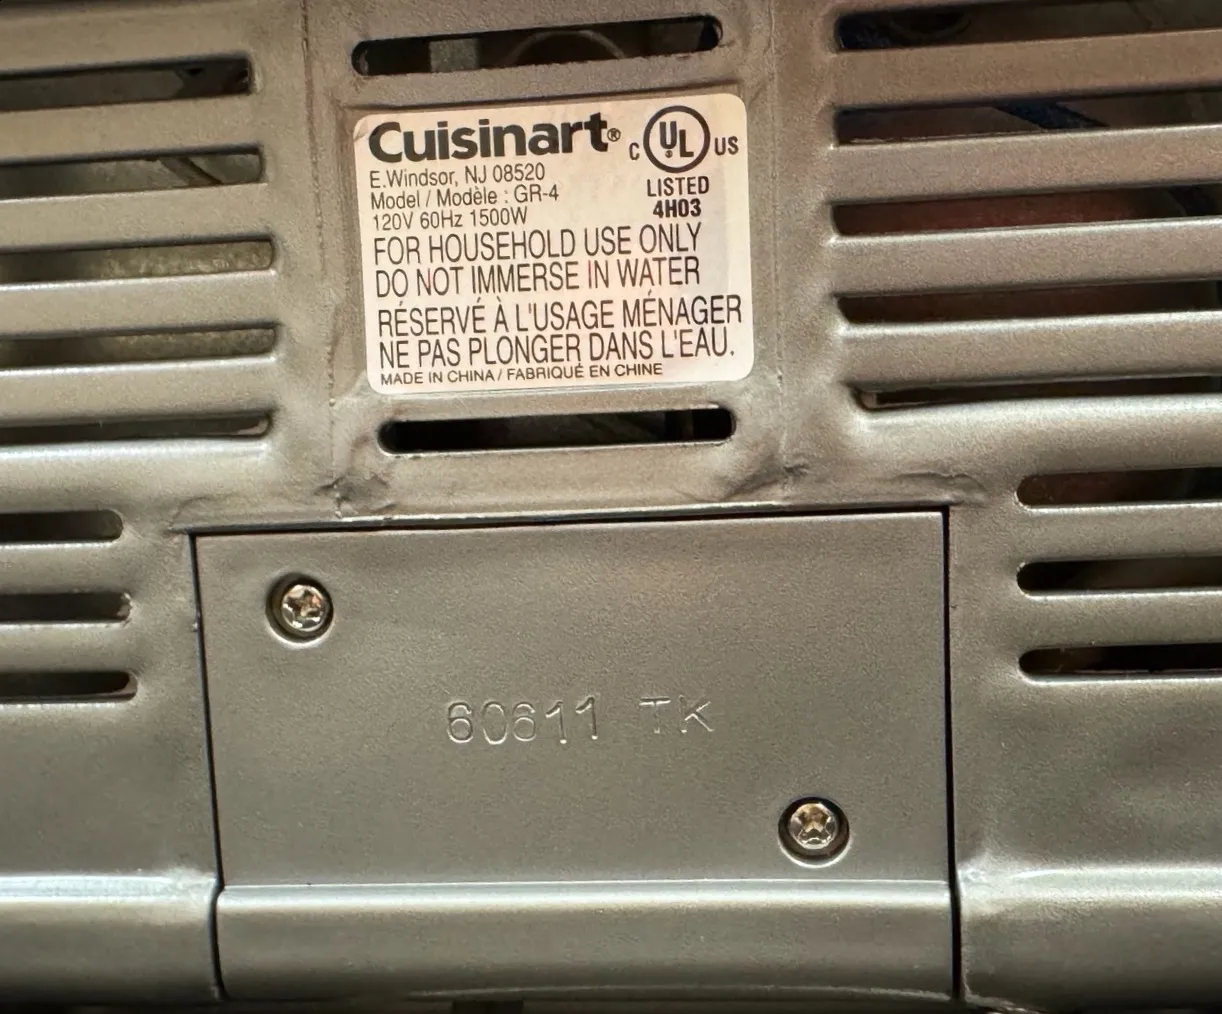 Cuisinart®
E.Windsor, NJ 08520
Model / Modèle : GR-4
120V 60Hz 1500W
C UL® US
LISTED
4H03
FOR HOUSEHOLD USE ONLY
DO NOT IMMERSE IN WATER
RÉSERVÉ À L'USAGE MÉNAGER
NE PAS PLONGER DANS L'EAU.
MADE IN CHINA / FABRIQUÉ EN CHINE
60611 TK